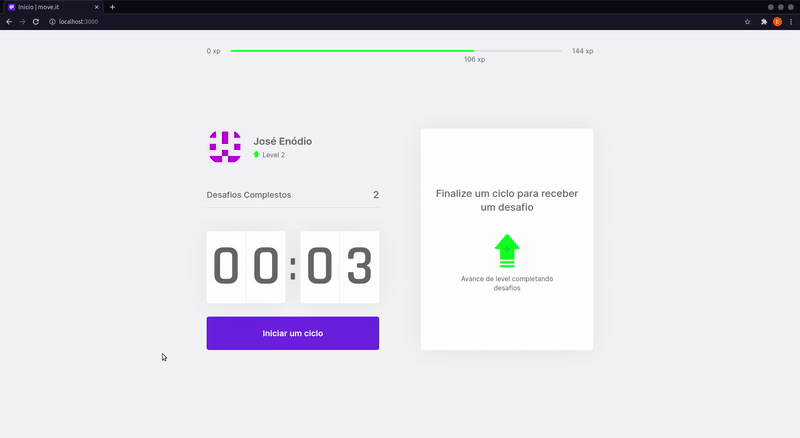 Início | move.it
localhost:3000
E
0 xp
106 xp
144 xp
José Enódio
Level 2
Desafios Complestos 2
00:03
Iniciar um ciclo
Finalize um ciclo para receber
um desafio
Avance de level completando
desafios